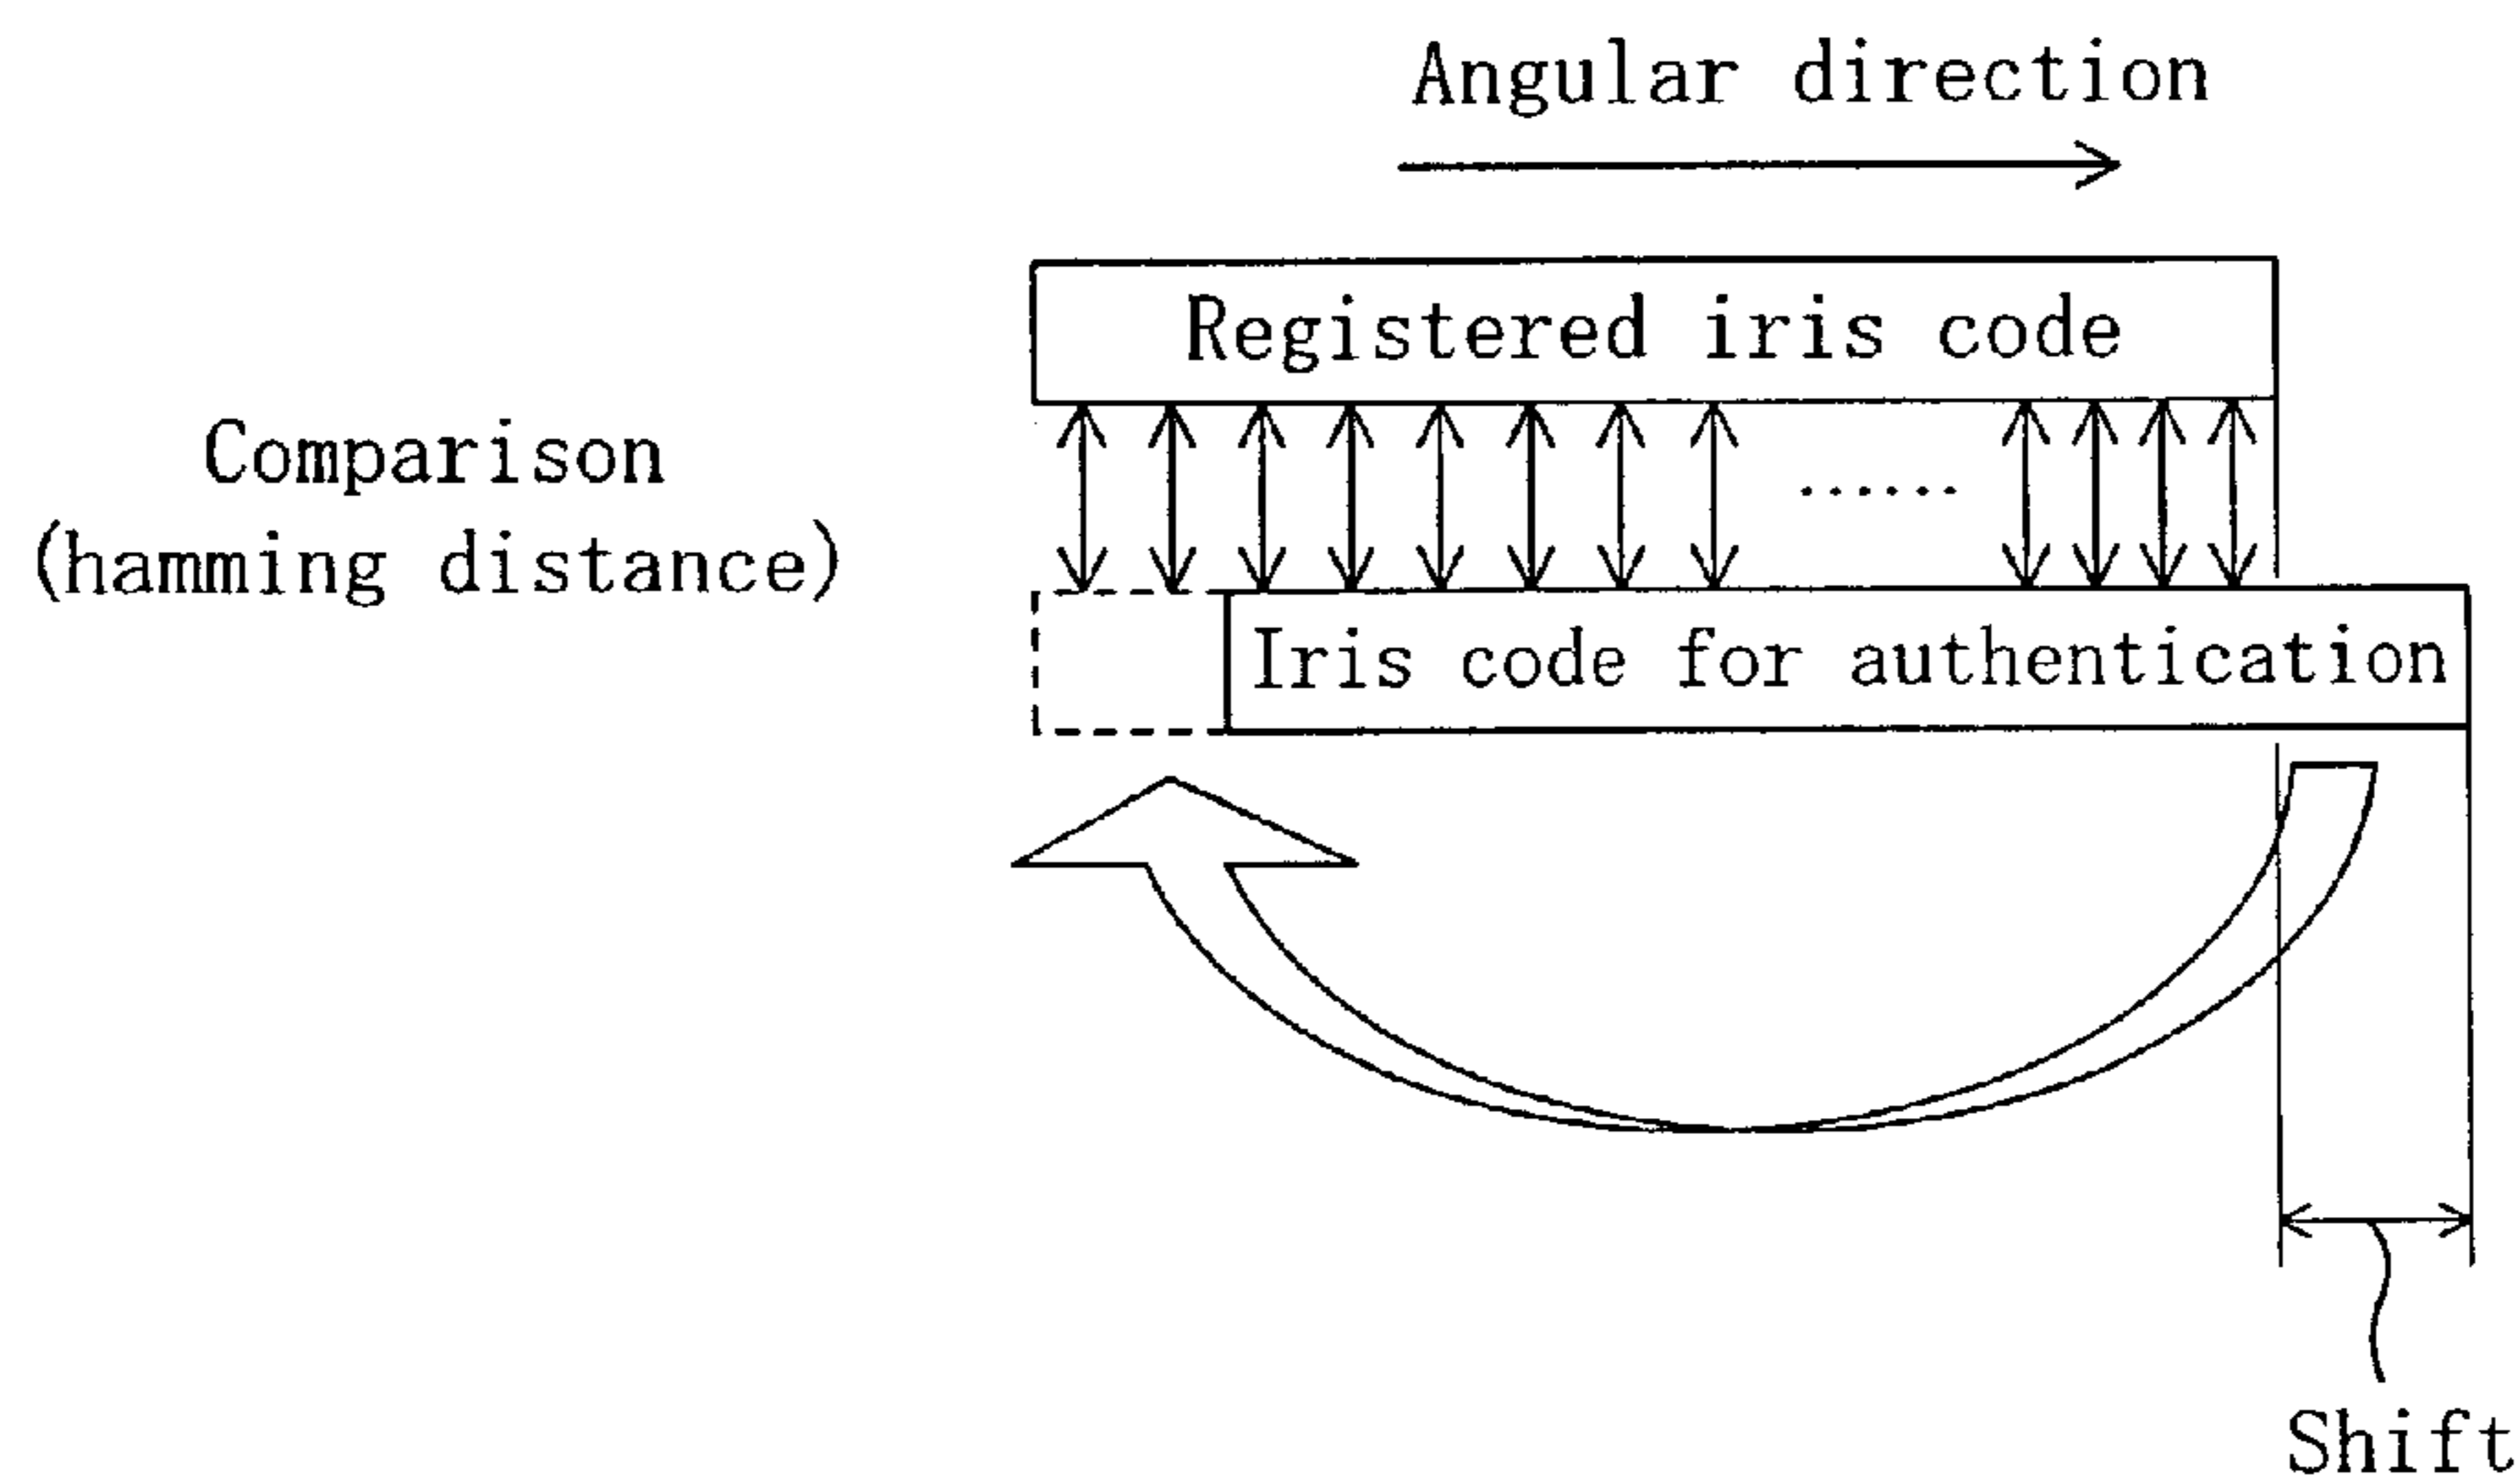 Angular direction
Registered iris code
Comparison
(hamming distance)
......
Iris code for authentication
Shift